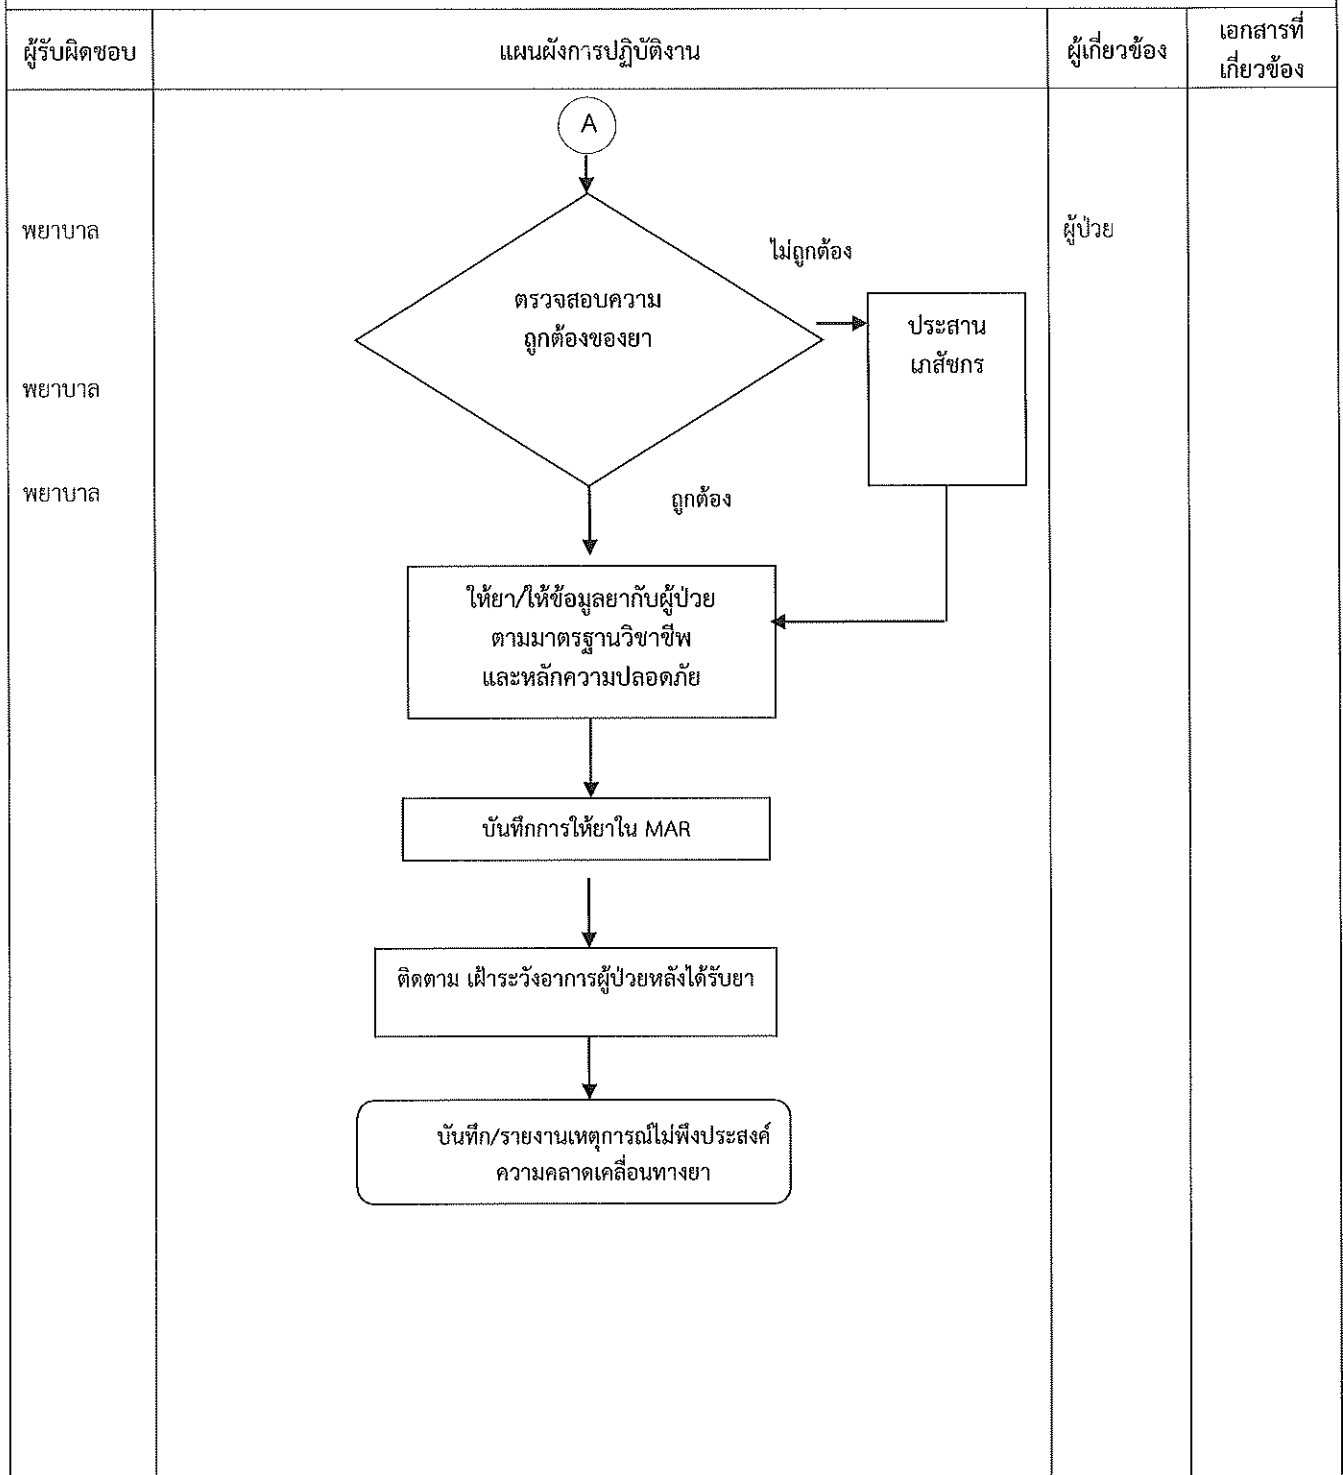 ผู้รับผิดชอบ
แผนผังการปฏิบัติงาน
ผู้เกี่ยวข้อง
เอกสารที่
เกี่ยวข้อง
A
พยาบาล
ผู้ป่วย
ไม่ถูกต้อง
ตรวจสอบความ
ถูกต้องของยา
ประสาน
เภสัชกร
พยาบาล
พยาบาล
ถูกต้อง
ให้ยา/ให้ข้อมูลยากับผู้ป่วย
ตามมาตรฐานวิชาชีพ
และหลักความปลอดภัย
บันทึกการให้ยาใน MAR
ติดตาม เฝ้าระวังอาการผู้ป่วยหลังได้รับยา
บันทึก/รายงานเหตุการณ์ไม่พึงประสงค์
ความคลาดเคลื่อนทางยา